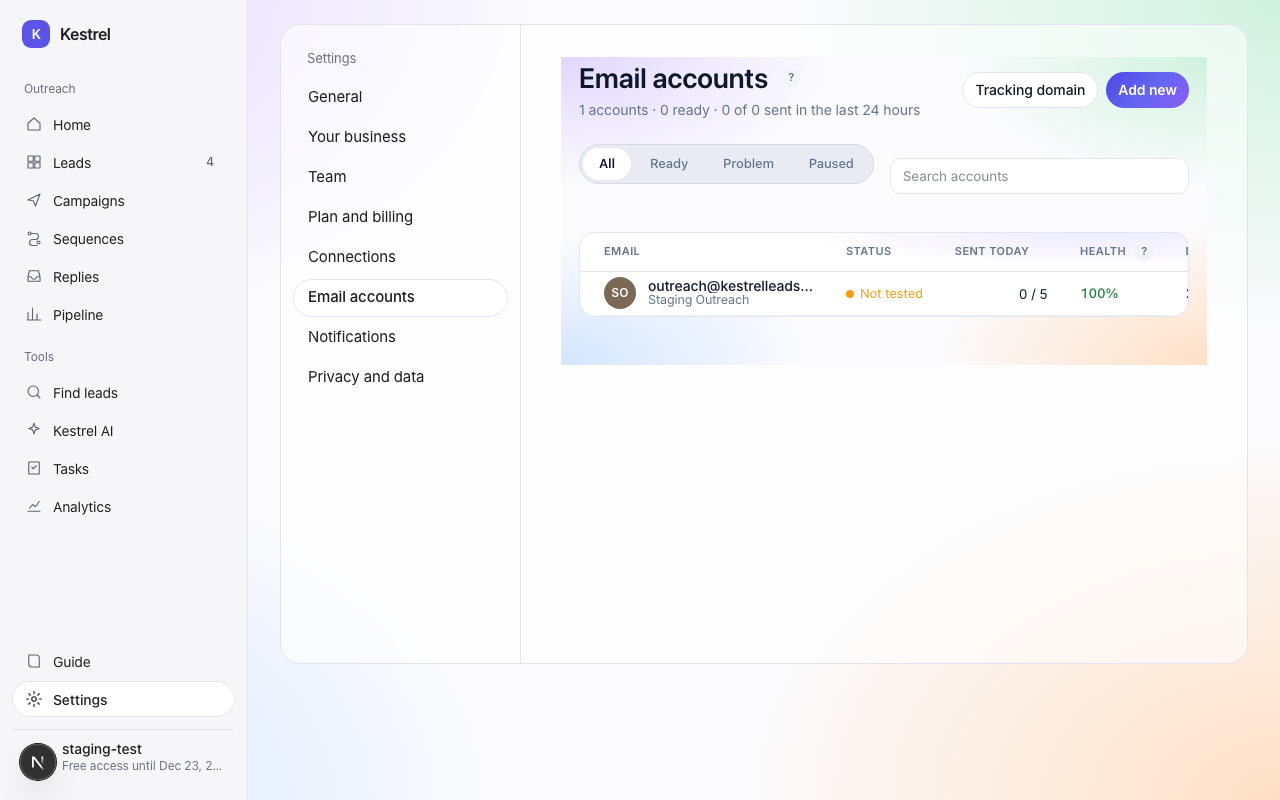 K Kestrel
Outreach
Home
Leads 4
Campaigns
Sequences
Replies
Pipeline
Tools
Find leads
Kestrel AI
Tasks
Analytics
Guide
Settings
N
staging-test
Free access until Dec 23, 2...
Settings
General
Your business
Team
Plan and billing
Connections
Email accounts
Notifications
Privacy and data
Email accounts ?
1 accounts · 0 ready · 0 of 0 sent in the last 24 hours
Tracking domain
Add new
All Ready Problem Paused
Search accounts
EMAIL STATUS SENT TODAY HEALTH ?
SO outreach@kestrelleads... Not tested 0 / 5 100%
Staging Outreach